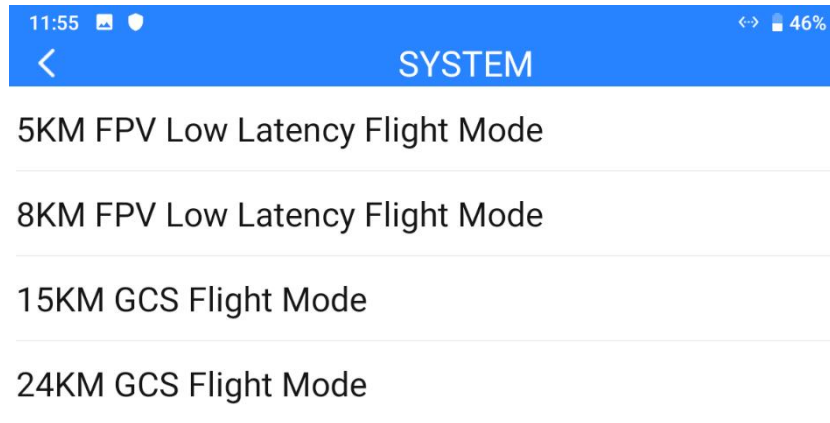 11:55
46%
SYSTEM
5KM FPV Low Latency Flight Mode
8KM FPV Low Latency Flight Mode
15KM GCS Flight Mode
24KM GCS Flight Mode